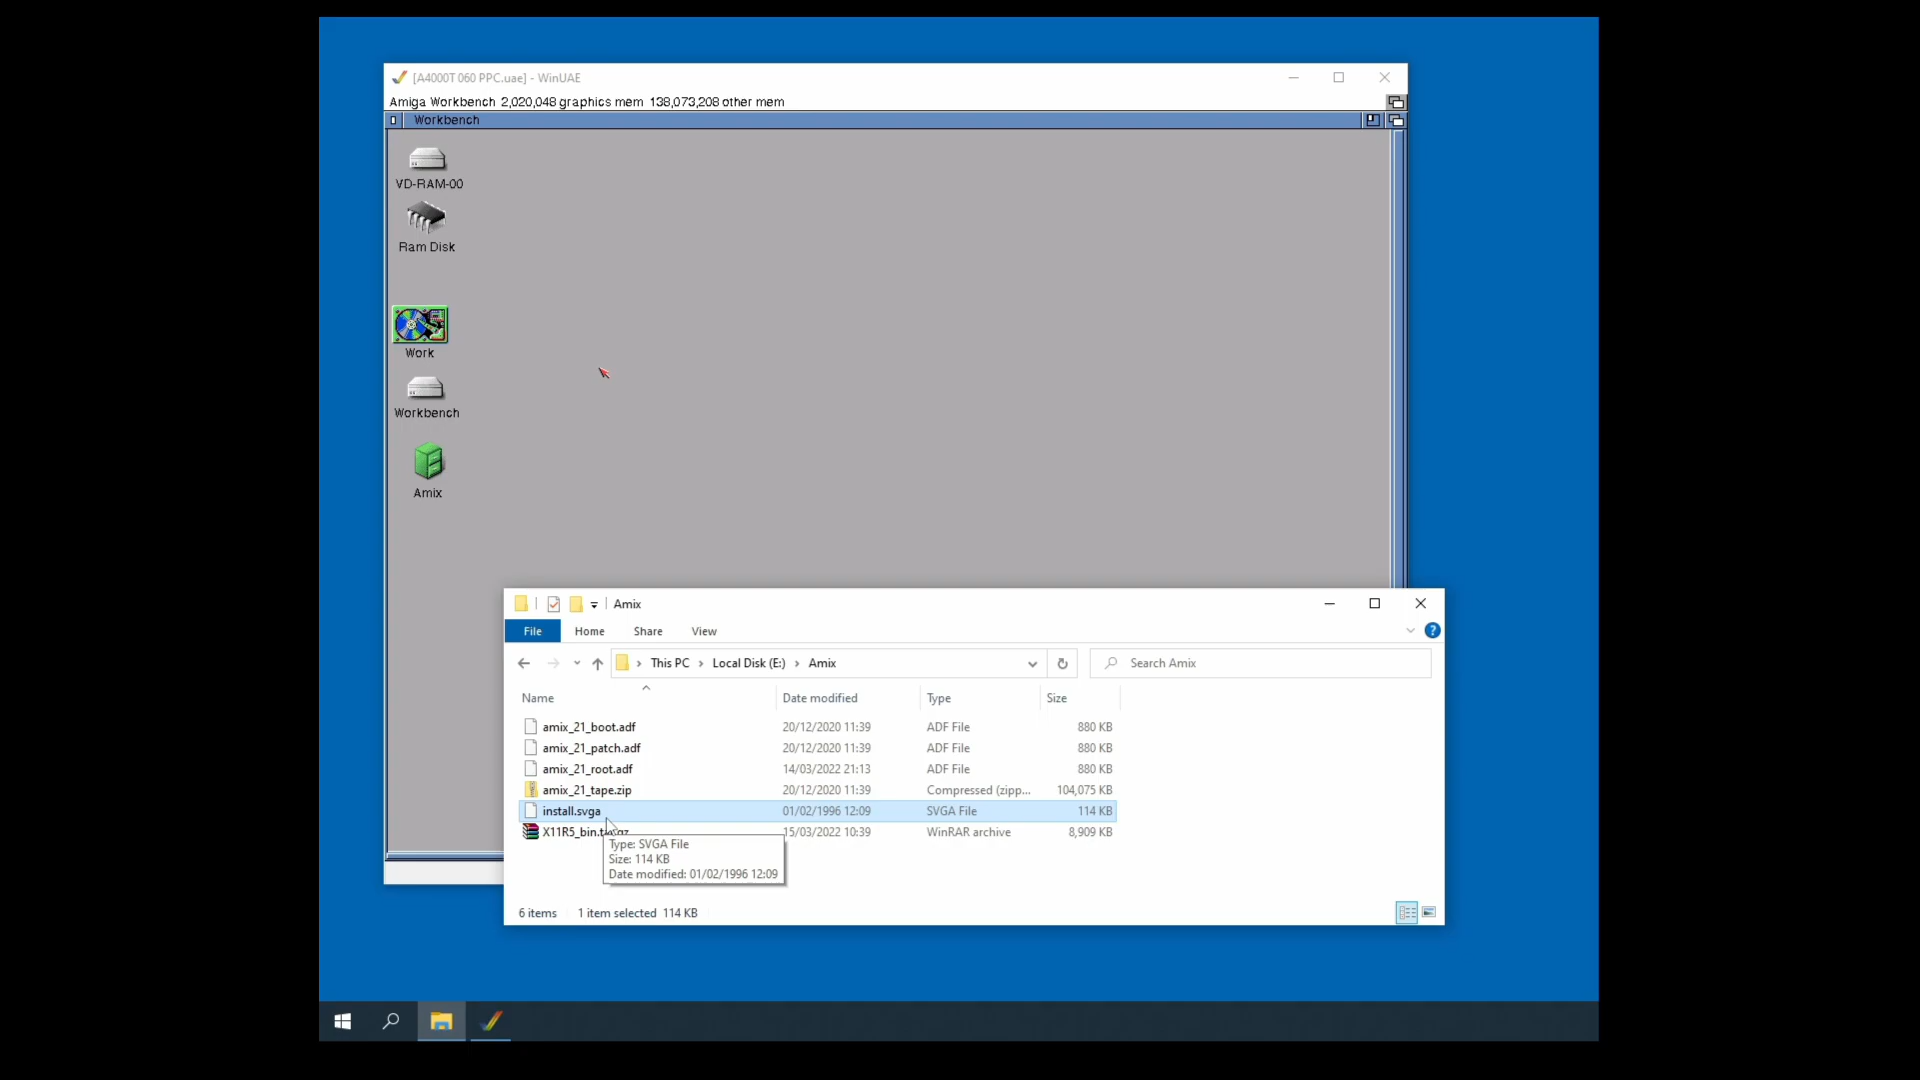 [A4000T 060 PPC.uae] - WinUAE
Amiga Workbench 2,020,048 graphics mem 138,073,208 other mem
Workbench
VD-RAM-00
Ram Disk
Work
Workbench
Amix
Amix
File Home Share View
This PC Local Disk (E:) Amix
Search Amix
Name Date modified Type Size
amix_21_boot.adf 20/12/2020 11:39 ADF File 880 KB
amix_21_patch.adf 20/12/2020 11:39 ADF File 880 KB
amix_21_root.adf 14/03/2022 21:13 ADF File 880 KB
amix_21_tape.zip 20/12/2020 11:39 Compressed (zipp... 104,075 KB
install.svga 01/02/1996 12:09 SVGA File 114 KB
15/03/2022 10:39 WinRAR archive 8,909 KB
Type: SVGA File
Size: 114 KB
Date modified: 01/02/1996 12:09
6 items 1 item selected 114 KB